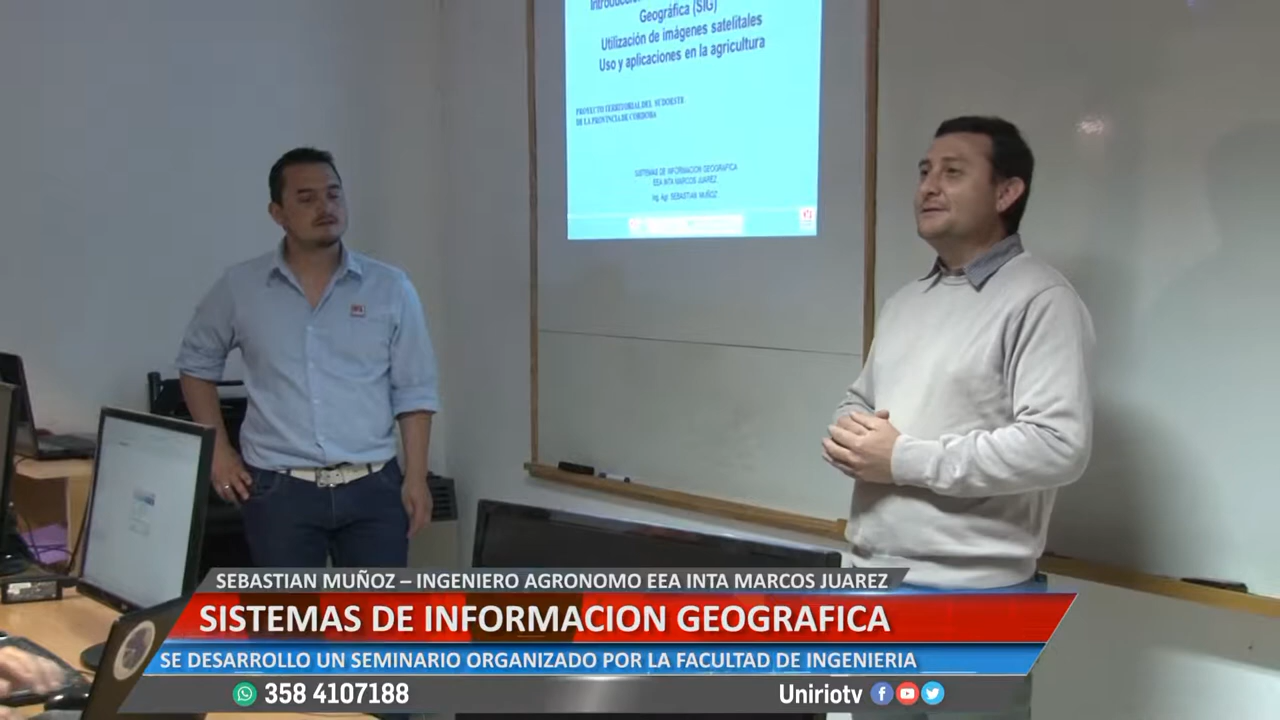 Geográfica (SIG)
Utilización de imágenes satelitales
Uso y aplicaciones en la agricultura
PROYECTO TERRITORIAL DEL SUDOESTE
DE LA PROVINCIA DE CORDOBA
SISTEMAS DE INFORMACION GEOGRAFICA
EEA INTA MARCOS JUAREZ
Ing. Agr. SEBASTIAN MUÑOZ
SEBASTIAN MUÑOZ – INGENIERO AGRONOMO EEA INTA MARCOS JUAREZ
SISTEMAS DE INFORMACION GEOGRAFICA
SE DESARROLLO UN SEMINARIO ORGANIZADO POR LA FACULTAD DE INGENIERIA
358 4107188
Uniriotv